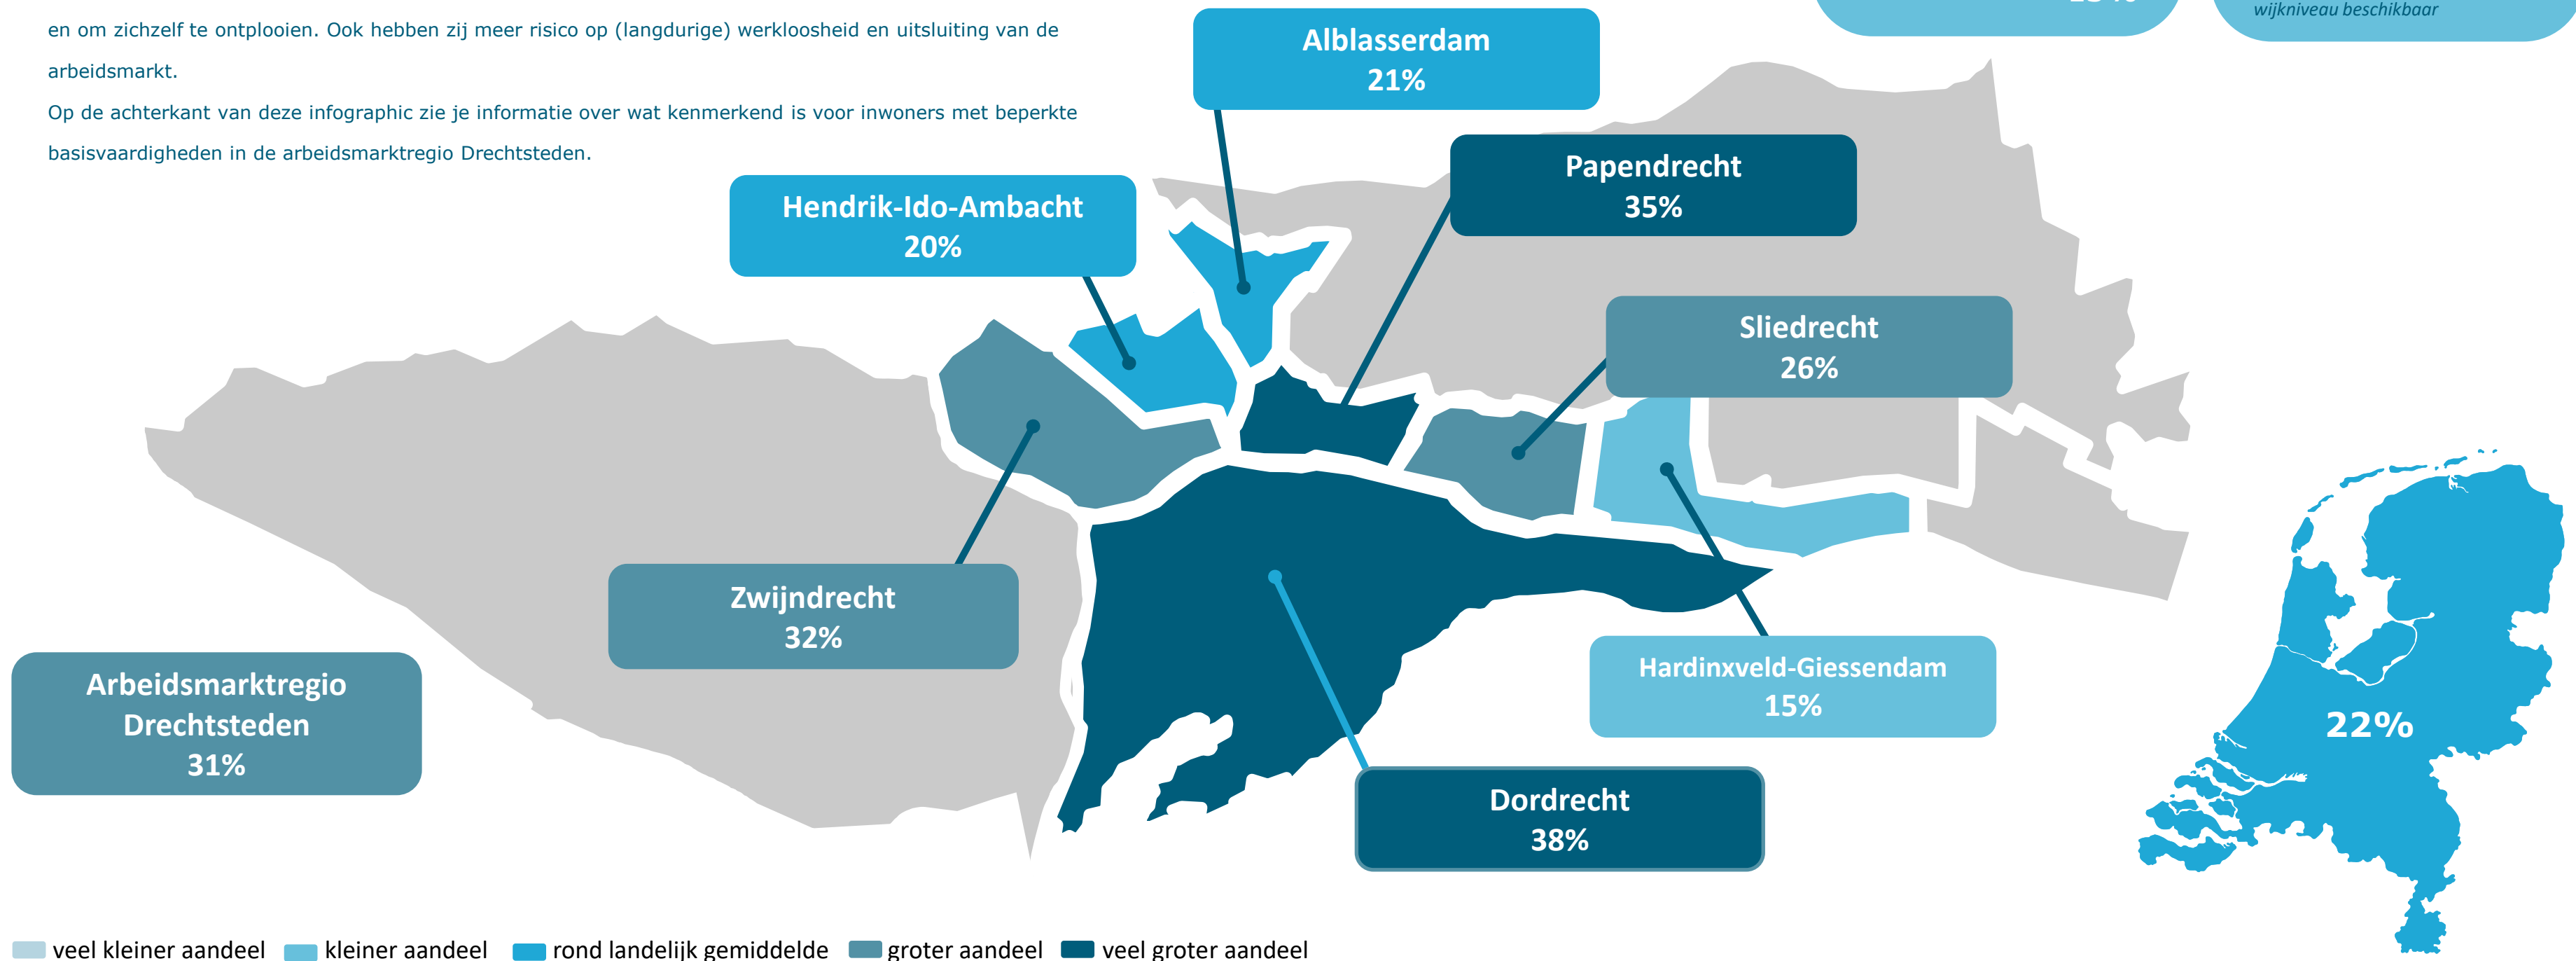 en om zichzelf te ontplooien. Ook hebben zij meer risico op (langdurige) werkloosheid en uitsluiting van de
arbeidsmarkt.
Op de achterkant van deze infographic zie je informatie over wat kenmerkend is voor inwoners met beperkte
basisvaardigheden in de arbeidsmarktregio Drechtsteden.
wijkniveau beschikbaar
Alblasserdam
21%
Papendrecht
35%
Hendrik-Ido-Ambacht
20%
Sliedrecht
26%
Zwijndrecht
32%
Hardinxveld-Giessendam
15%
Arbeidsmarktregio
Drechtsteden
31%
22%
Dordrecht
38%
veel kleiner aandeel
kleiner aandeel
rond landelijk gemiddelde
groter aandeel
veel groter aandeel